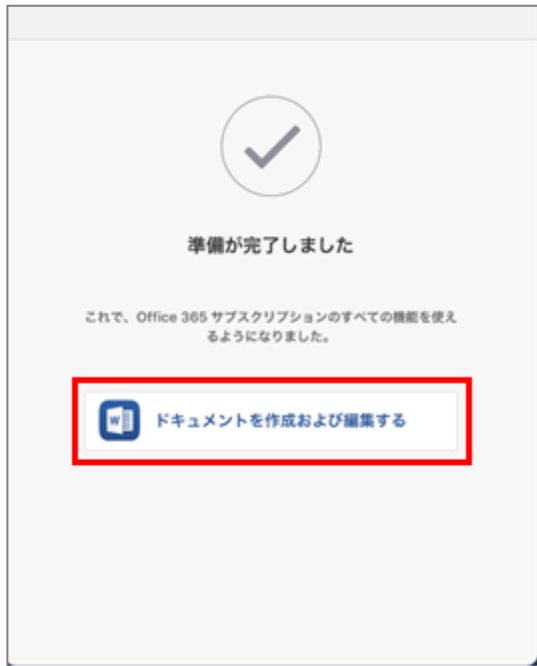 準備が完了しました
これで、Office 365 サブスクリプションのすべての機能を使え
るようになりました。
W
ドキュメントを作成および編集する